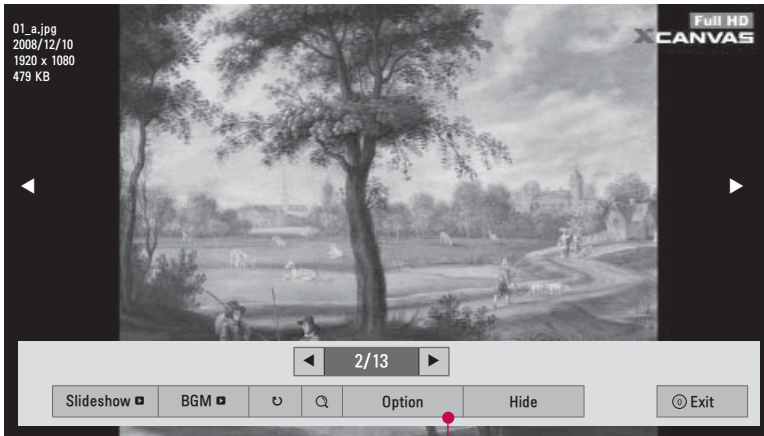 01_a.jpg
2008/12/10
1920 x 1080
479 KB
Full HD
XCANVAS
2/13
Slideshow BGM Option Hide 0 Exit